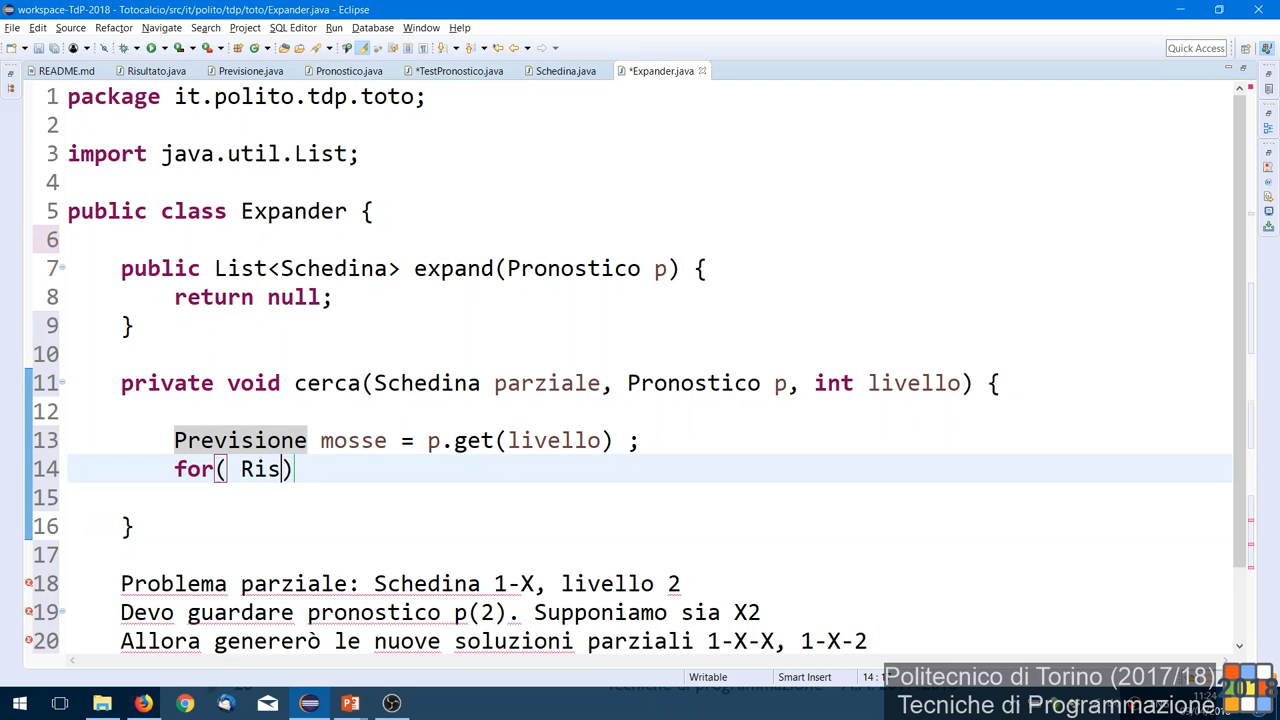 workspace-TdP-2018 - Totocalcio/src/it/polito/tdp/toto/Expander.java - Eclipse
File Edit Source Refactor Navigate Search Project SQL Editor Run Database Window Help
Quick Access
README.md Risultato.java Previsione.java Pronostico.java *TestPronostico.java Schedina.java *Expander.java
1 package it.polito.tdp.toto;
2
3 import java.util.List;
4
5 public class Expander {
6
7 public List<Schedina> expand(Pronostico p) {
8 return null;
9 }
10
11 private void cerca(Schedina parziale, Pronostico p, int livello) {
12
13 Previsione mosse = p.get(livello) ;
14 for( Ris)
15
16 }
17
18 Problema parziale: Schedina 1-X, livello 2
19 Devo guardare pronostico p(2). Supponiamo sia X2
20 Allora genererò le nuove soluzioni parziali 1-X-X, 1-X-2
Writable Smart Insert 14 : 1
Politecnico di Torino (2017/18)
Tecniche di Programmazione
2018
11:24